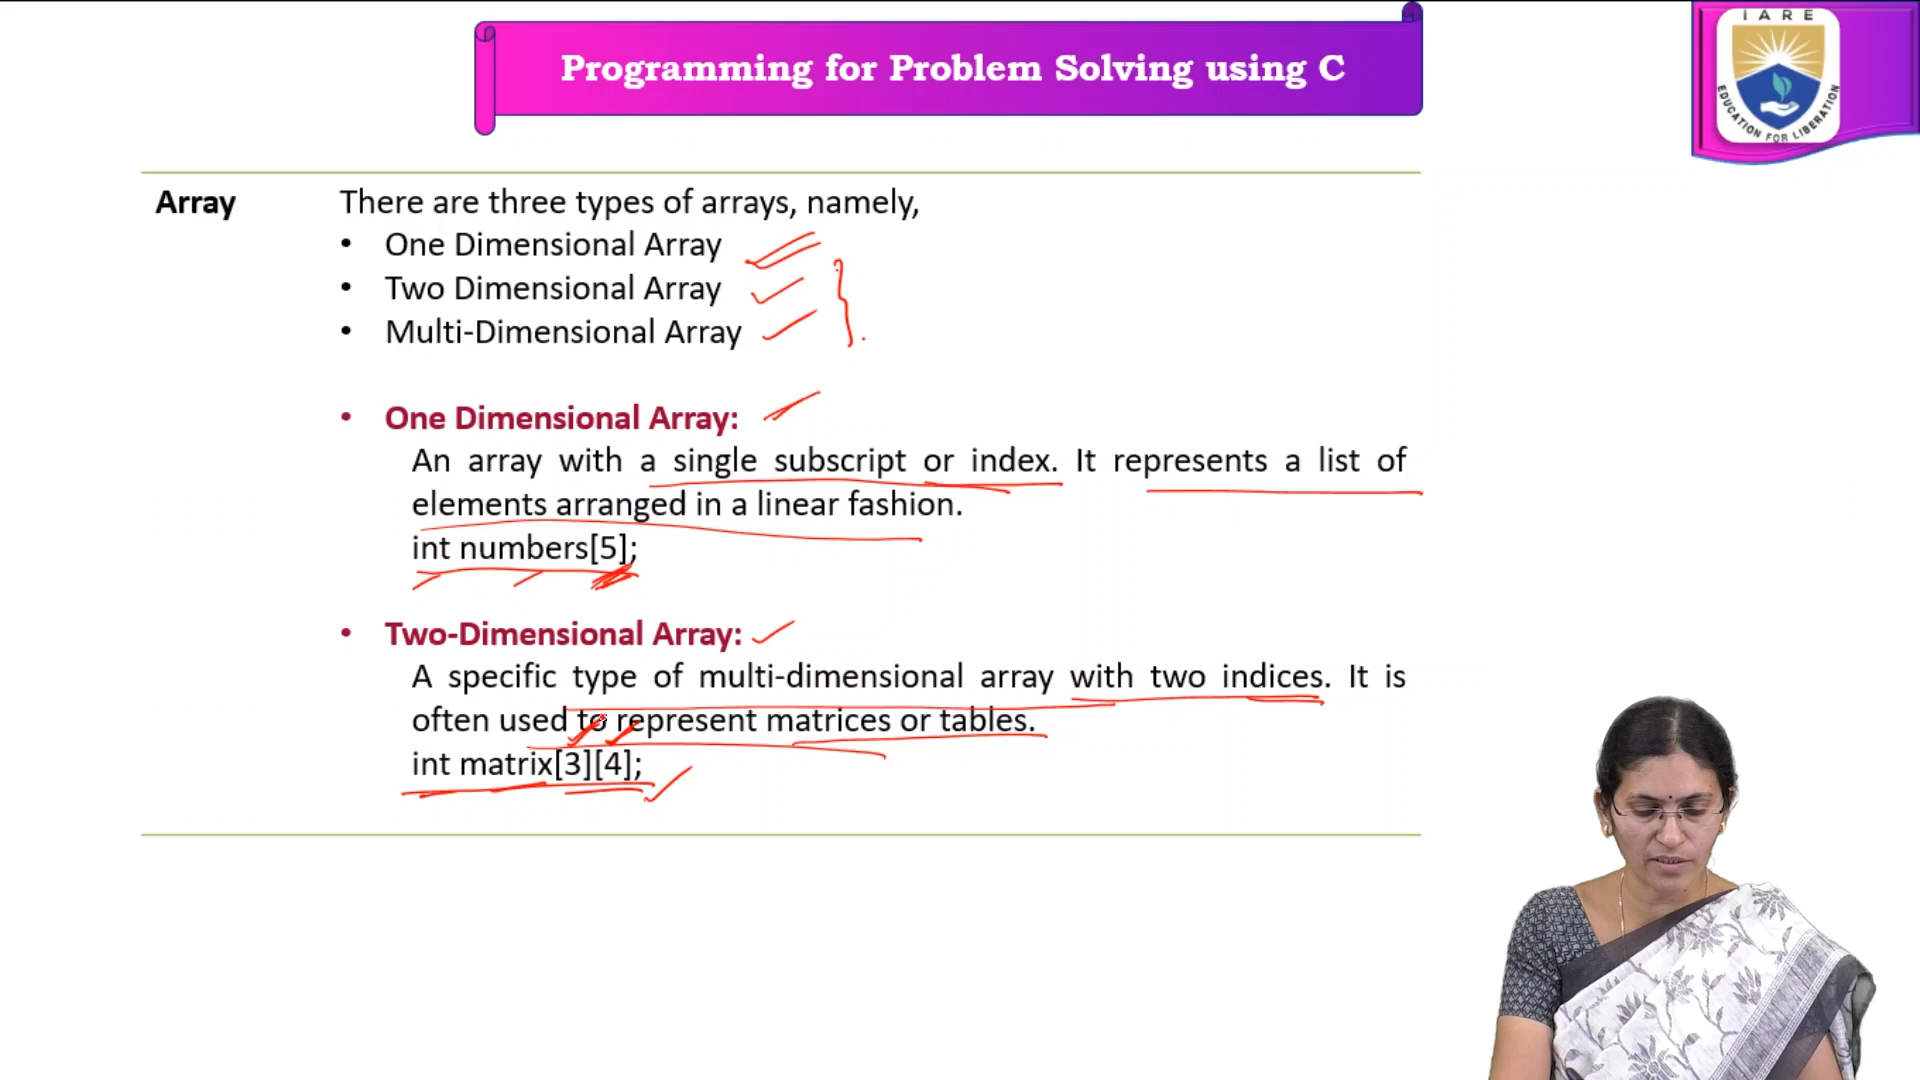 Programming for Problem Solving using C
IARE
EDUCATION FOR LIBERATION
Array
There are three types of arrays, namely,
• One Dimensional Array
• Two Dimensional Array
• Multi-Dimensional Array
• One Dimensional Array:
An array with a single subscript or index. It represents a list of
elements arranged in a linear fashion.
int numbers[5];
• Two-Dimensional Array:
A specific type of multi-dimensional array with two indices. It is
often used to represent matrices or tables.
int matrix[3][4];